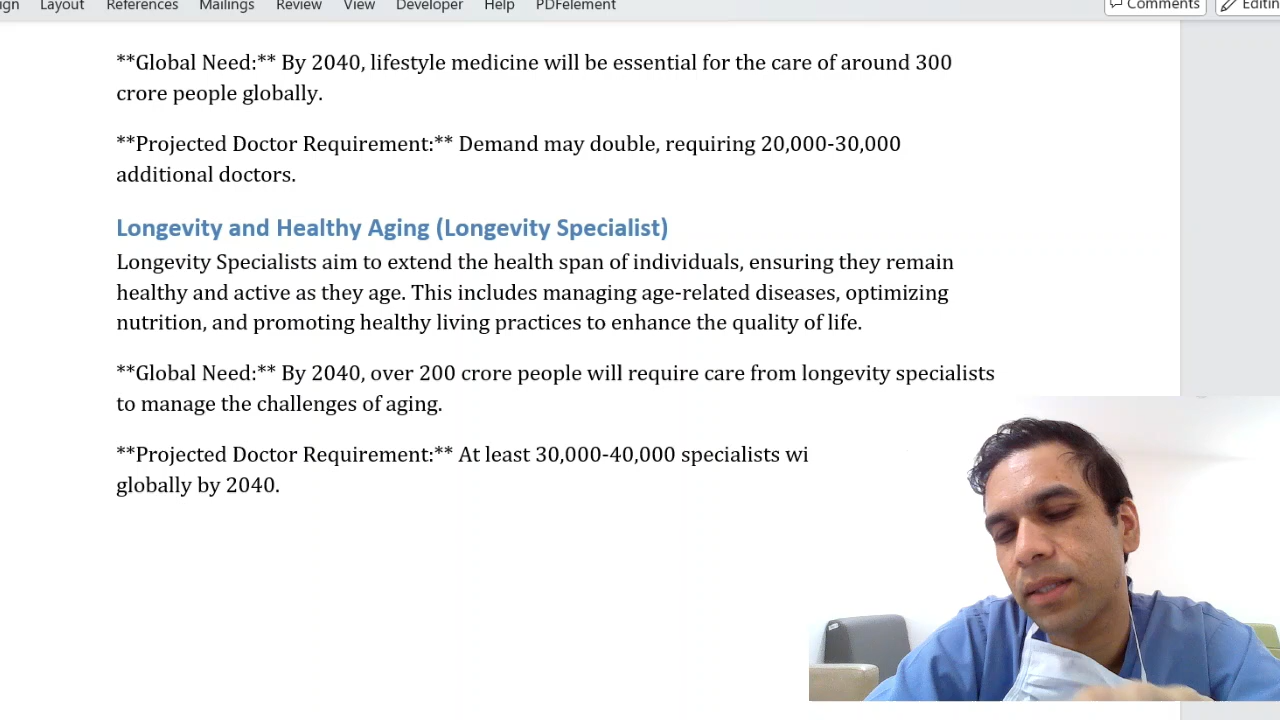 Layout References Mailings Review View Developer Help PDFelement Comments
**Global Need:** By 2040, lifestyle medicine will be essential for the care of around 300
crore people globally.
**Projected Doctor Requirement:** Demand may double, requiring 20,000-30,000
additional doctors.
Longevity and Healthy Aging (Longevity Specialist)
Longevity Specialists aim to extend the health span of individuals, ensuring they remain
healthy and active as they age. This includes managing age-related diseases, optimizing
nutrition, and promoting healthy living practices to enhance the quality of life.
**Global Need:** By 2040, over 200 crore people will require care from longevity specialists
to manage the challenges of aging.
**Projected Doctor Requirement:** At least 30,000-40,000 specialists wi
globally by 2040.